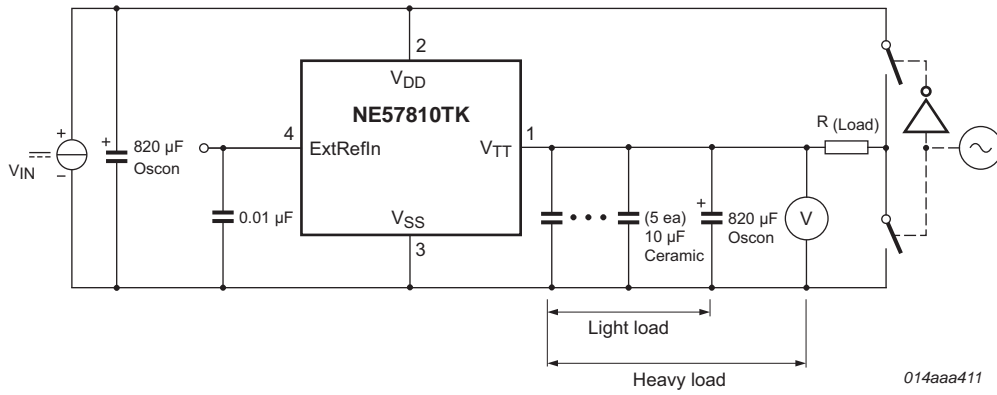 2
V_DD
NE57810TK
4
ExtRefIn
V_TT
1
V_SS
3
+
−
V_IN
+
820 μF
Oscon
0.01 μF
(5 ea)
10 μF
Ceramic
+
820 μF
Oscon
V
R (Load)
Light load
Heavy load
014aaa411